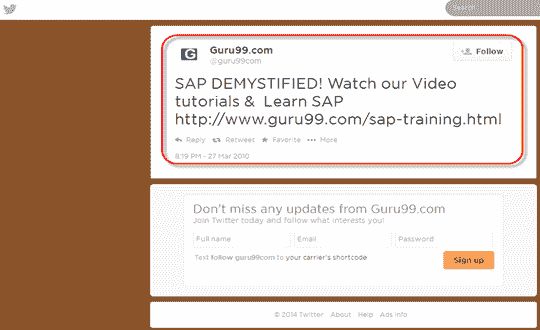 Search
G
Guru99.com
@guru99com
Follow
SAP DEMYSTIFIED! Watch our Video
tutorials & Learn SAP
http://www.guru99.com/sap-training.html
Reply Retweet Favorite More
8:19 PM - 27 Mar 2010
Don't miss any updates from Guru99.com
Join Twitter today and follow what interests you!
Full name Email Password
Text follow guru99com to your carrier's shortcode
Sign up
© 2014 Twitter About Help Ads info